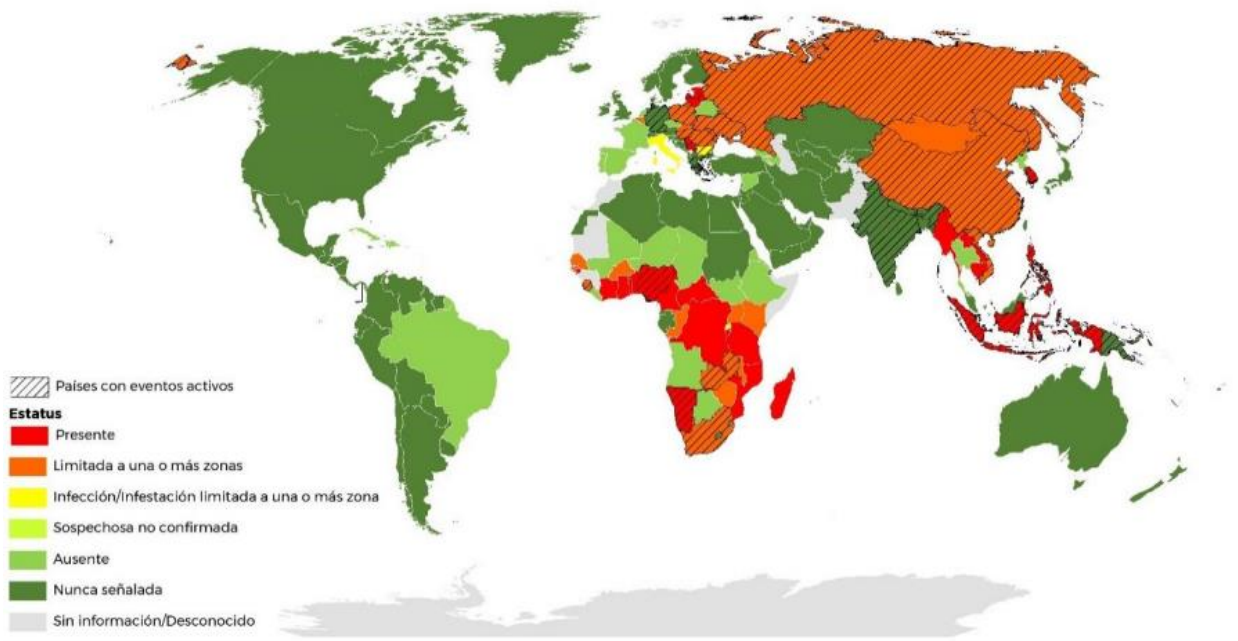 Países con eventos activos
Estatus
Presente
Limitada a una o más zonas
Infección/Infestación limitada a una o más zona
Sospechosa no confirmada
Ausente
Nunca señalada
Sin información/Desconocido